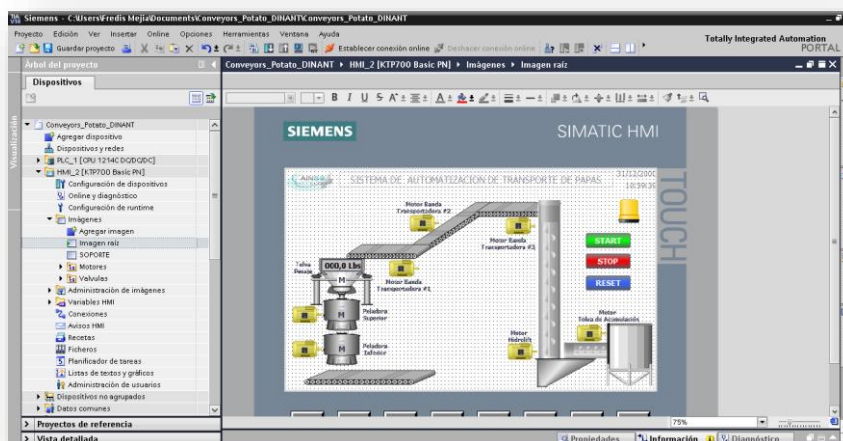 Siemens - C:\Users\Fredis Mejia\Documents\Conveyors_Potato_DINANT\Conveyors_Potato_DINANT
Proyecto Edición Ver Insertar Online Opciones Herramientas Ventana Ayuda
Guardar proyecto
Establecer conexión online
Deshacer conexión online
Totally Integrated Automation
PORTAL
Árbol del proyecto
Conveyors_Potato_DINANT HMI_2 [KTP700 Basic PN] Imágenes Imagen raíz
Dispositivos
Visualización
Conveyors_Potato_DINANT
Agregar dispositivo
Dispositivos y redes
PLC_1 [CPU 1214C DC/DC/DC]
HMI_2 [KTP700 Basic PN]
Configuración de dispositivos
Online y diagnóstico
Configuración de runtime
Imágenes
Agregar imagen
Imagen raíz
SOPORTE
Motores
Valvulas
Administración de imágenes
Variables HMI
Conexiones
Avisos HMI
Recetas
Ficheros
Planificador de tareas
Listas de textos y gráficos
Administración de usuarios
Dispositivos no agrupados
Datos comunes
Proyectos de referencia
Vista detallada
SIEMENS
SIMATIC HMI
TOUCH
SISTEMA DE AUTOMATIZACION DE TRANSPORTE DE PAPAS
31/12/200
10:59:39
Motor Banda
Transportadora #2
Motor Banda
Transportadora #3
START
STOP
RESET
Tolva
Pesaje
000,0 Lbs
M
Motor Banda
Transportadora #1
Peladora
Superior
M
Peladora
Inferior
M
Motor
Hidrolift
Motor
Tolva de Acumulación
75%
Propiedades
Información
Diagnóstico